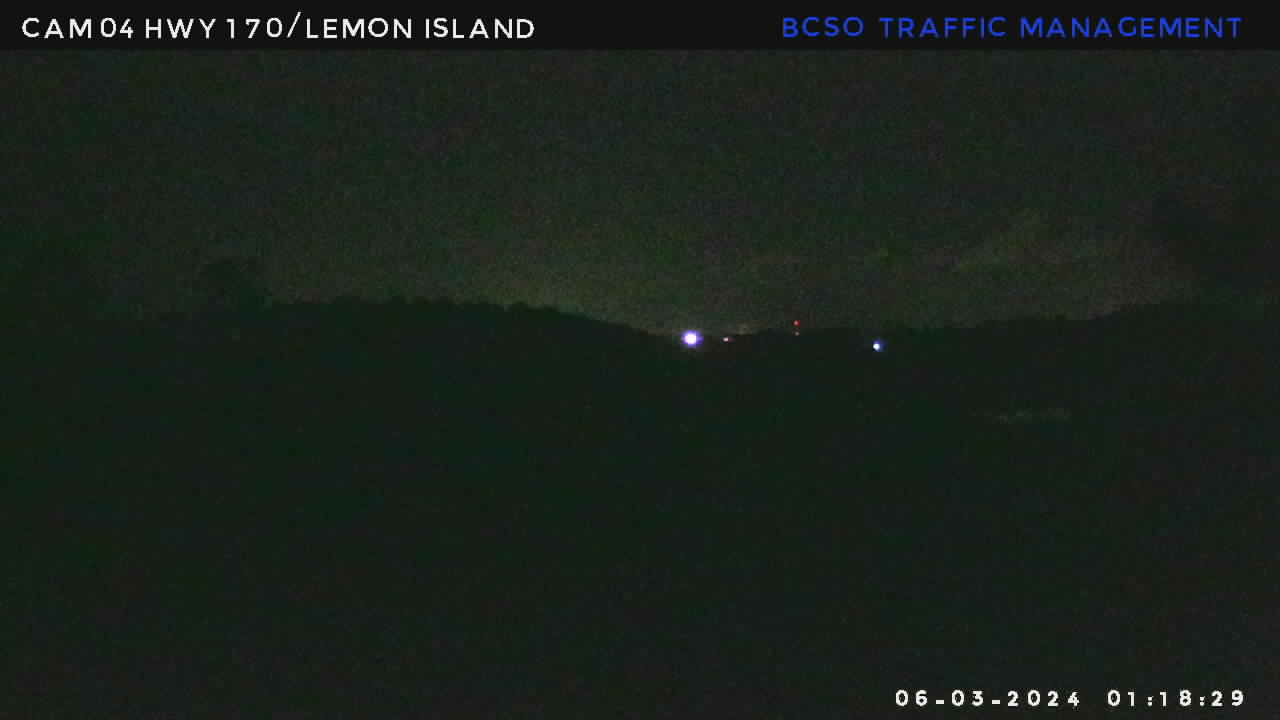 CAM04 HWY 170/LEMON ISLAND
BCSO TRAFFIC MANAGEMENT
06-03-2024 01:18:29